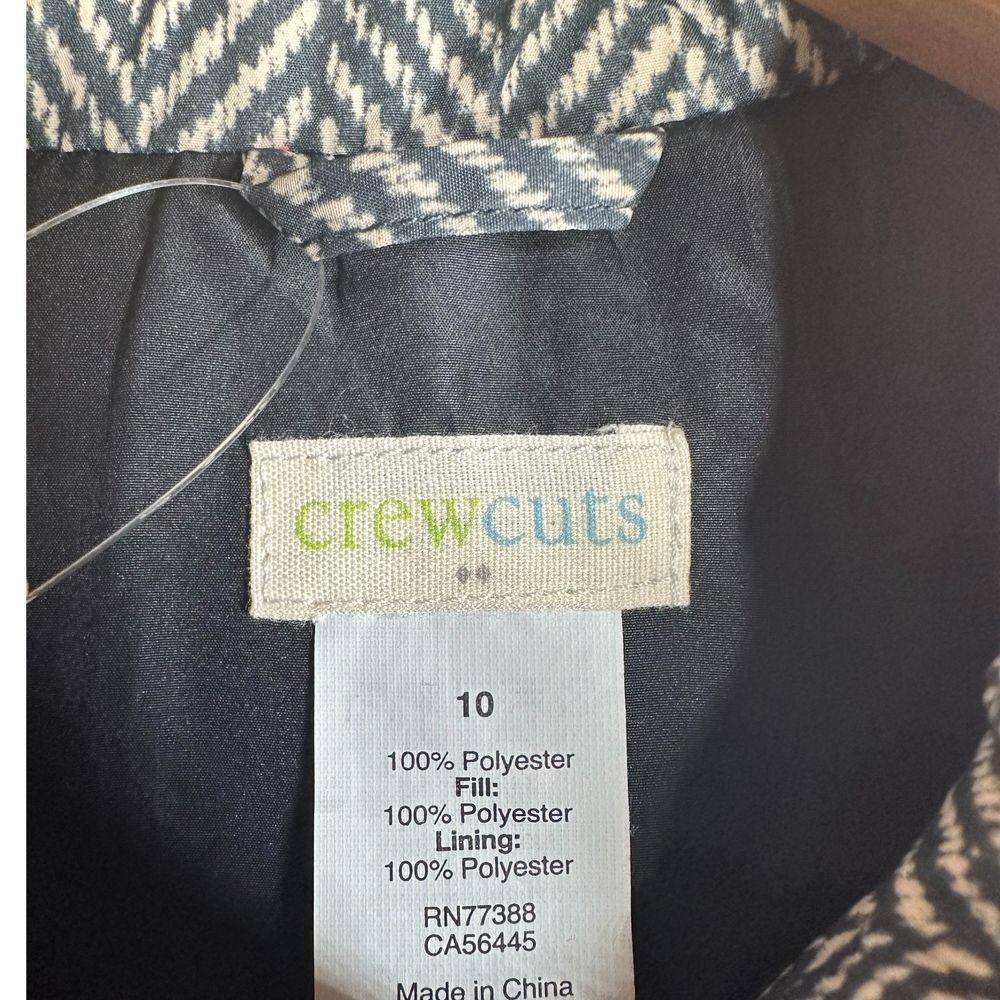 crewcuts
10
100% Polyester
Fill:
100% Polyester
Lining:
100% Polyester
RN77388
CA56445
Made in China